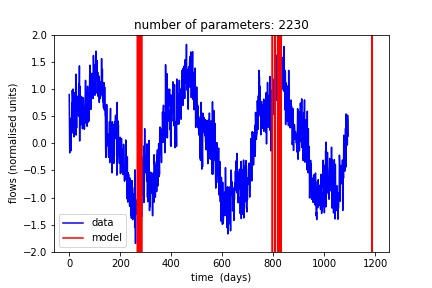 number of parameters: 2230
flows (normalised units)
2.0
1.5
1.0
0.5
0.0
−0.5
−1.0
−1.5
−2.0
data
model
0 200 400 600 800 1000 1200
time (days)